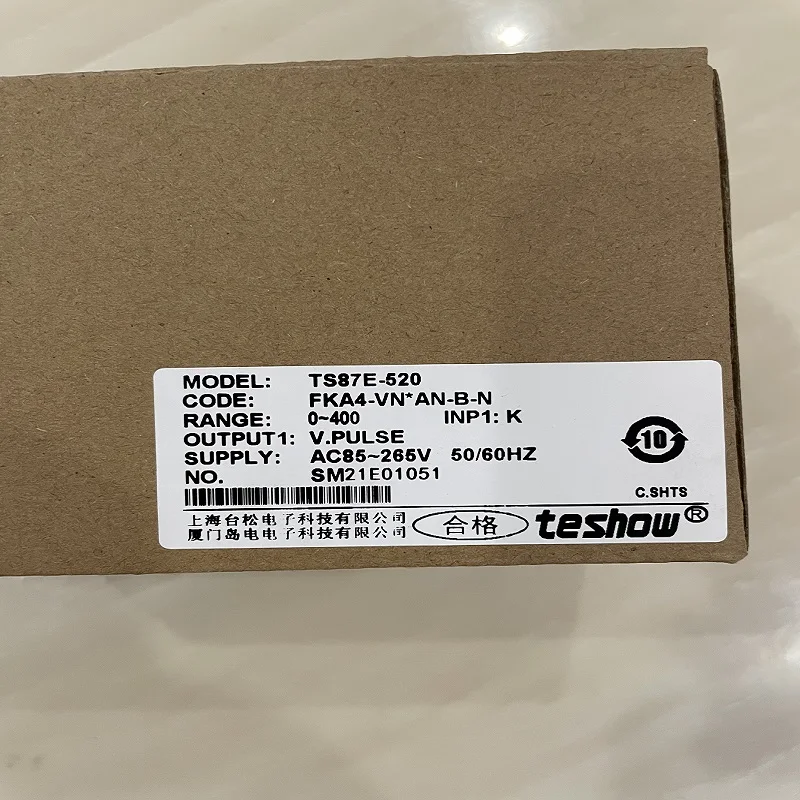 MODEL: TS87E-520
CODE: FKA4-VN*AN-B-N
RANGE: 0~400 INP1: K
OUTPUT1: V.PULSE
SUPPLY: AC85~265V 50/60HZ
NO. SM21E01051
10
C.SHTS
上海台松电子科技有限公司
厦门岛电电子科技有限公司
合格
teshow®